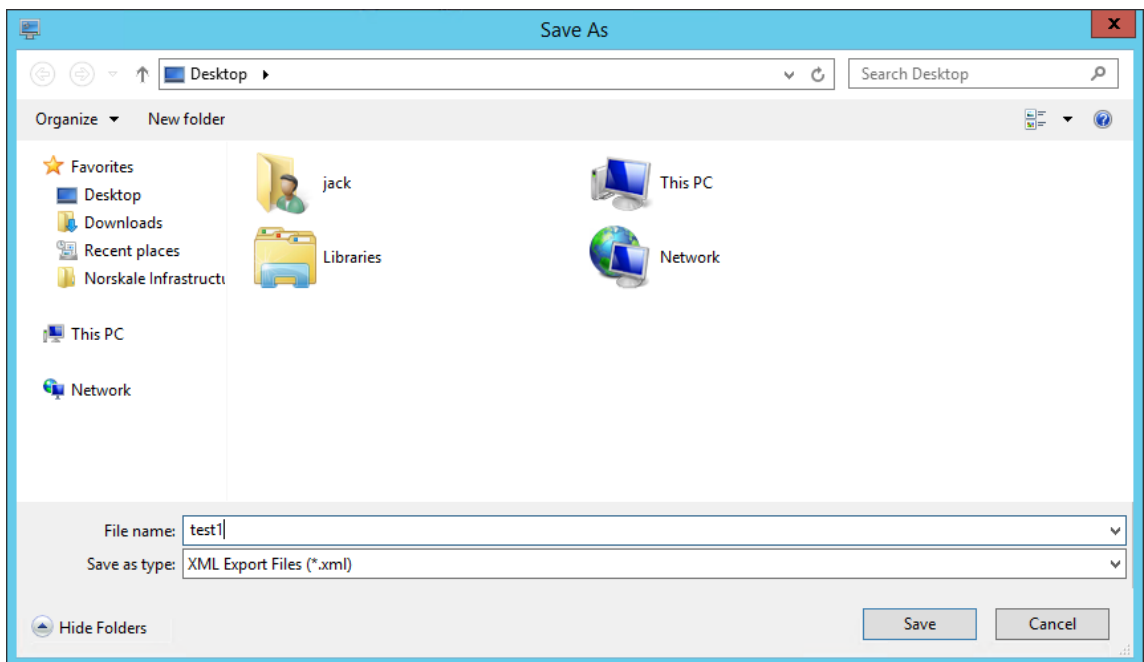 Save As
x
Desktop
Search Desktop
Organize
New folder
Favorites
Desktop
Downloads
Recent places
Norskale Infrastructu
This PC
Network
jack
This PC
Libraries
Network
File name: test1
Save as type: XML Export Files (*.xml)
Hide Folders
Save
Cancel